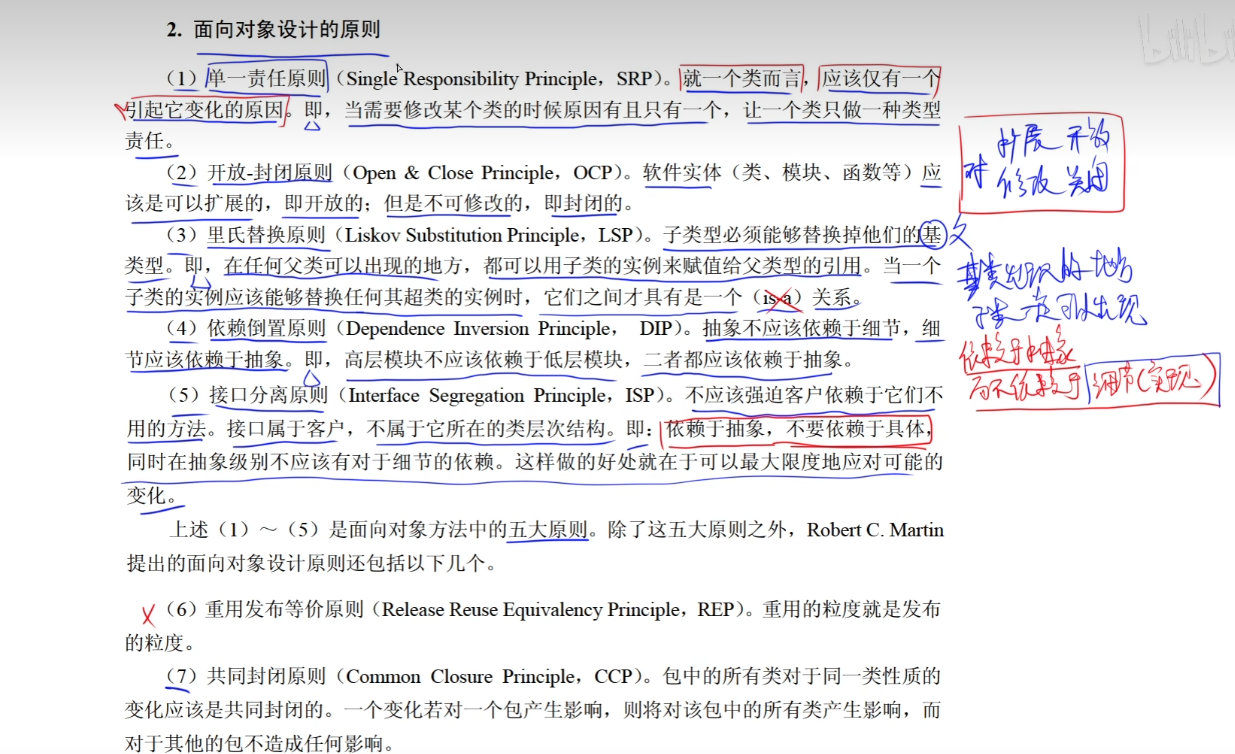 2. 面向对象设计的原则
（1）单一责任原则（Single Responsibility Principle，SRP）。就一个类而言，应该仅有一个
引起它变化的原因。即，当需要修改某个类的时候原因有且只有一个，让一个类只做一种类型
责任。
（2）开放-封闭原则（Open & Close Principle，OCP）。软件实体（类、模块、函数等）应
该是可以扩展的，即开放的；但是不可修改的，即封闭的。
（3）里氏替换原则（Liskov Substitution Principle，LSP）。子类型必须能够替换掉他们的基
类型。即，在任何父类可以出现的地方，都可以用子类的实例来赋值给父类型的引用。当一个
子类的实例应该能够替换任何其超类的实例时，它们之间才具有是一个（is-a）关系。
（4）依赖倒置原则（Dependence Inversion Principle， DIP）。抽象不应该依赖于细节，细
节应该依赖于抽象。即，高层模块不应该依赖于低层模块，二者都应该依赖于抽象。
（5）接口分离原则（Interface Segregation Principle，ISP）。不应该强迫客户依赖于它们不
用的方法。接口属于客户，不属于它所在的类层次结构。即：依赖于抽象，不要依赖于具体，
同时在抽象级别不应该有对于细节的依赖。这样做的好处就在于可以最大限度地应对可能的
变化。
上述（1）～（5）是面向对象方法中的五大原则。除了这五大原则之外，Robert C. Martin
提出的面向对象设计原则还包括以下几个。
（6）重用发布等价原则（Release Reuse Equivalency Principle，REP）。重用的粒度就是发布
的粒度。
（7）共同封闭原则（Common Closure Principle，CCP）。包中的所有类对于同一类性质的
变化应该是共同封闭的。一个变化若对一个包产生影响，则将对该包中的所有类产生影响，而
对于其他的包不造成任何影响。
对 扩展 开放
修改 关闭
父
基类出现的地方
子类一定可以出现
依赖于抽象
而不依赖于细节(实现)